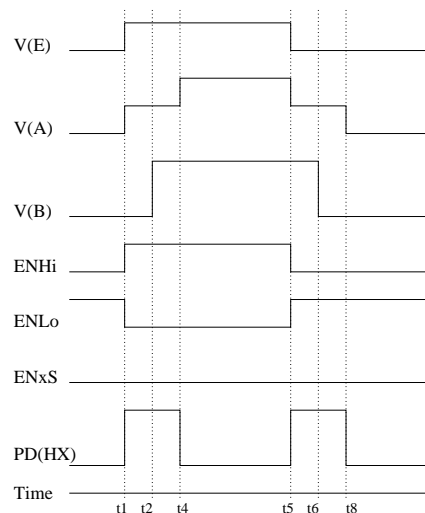 V(E)
V(A)
V(B)
ENHi
ENLo
ENxS
PD(HX)
Time
t1 t2 t4 t5 t6 t8